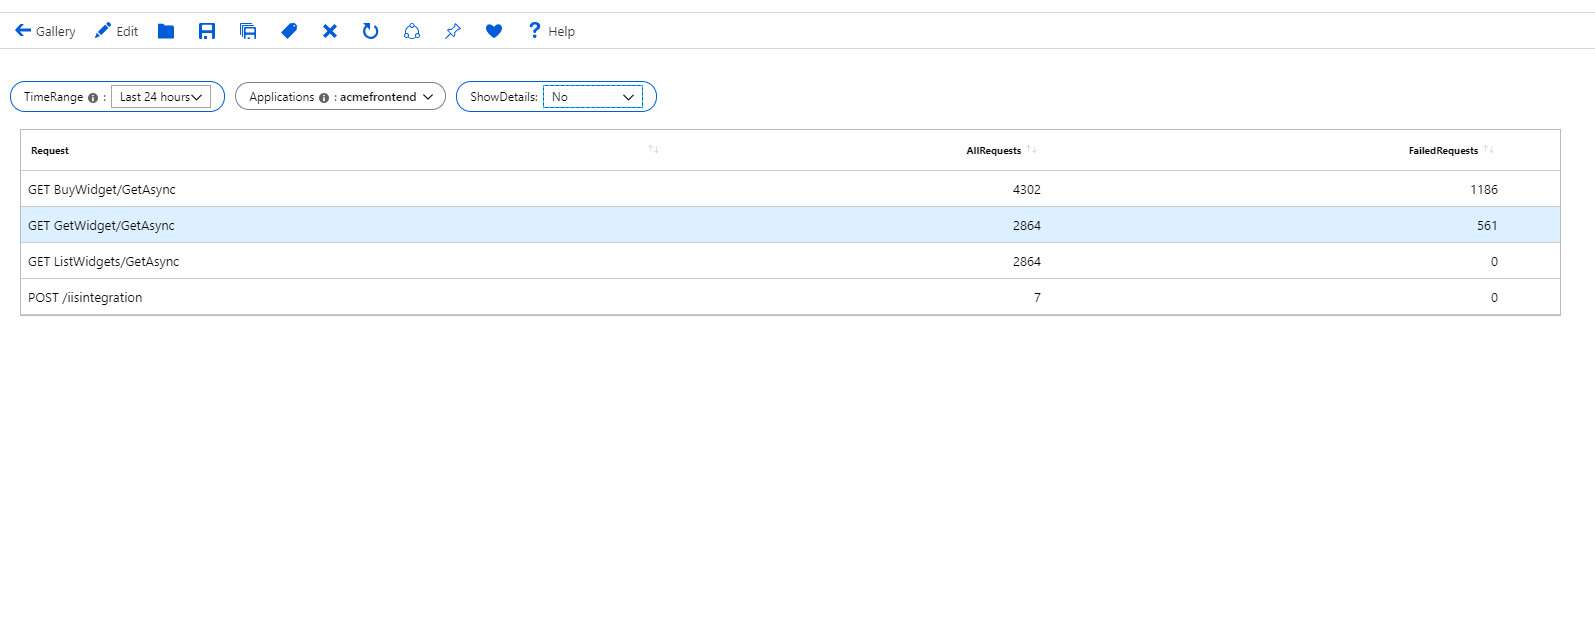 Gallery Edit Help
TimeRange : Last 24 hours Applications : acmefrontend ShowDetails: No
Request AllRequests FailedRequests
GET BuyWidget/GetAsync 4302 1186
GET GetWidget/GetAsync 2864 561
GET ListWidgets/GetAsync 2864 0
POST /iisintegration 7 0